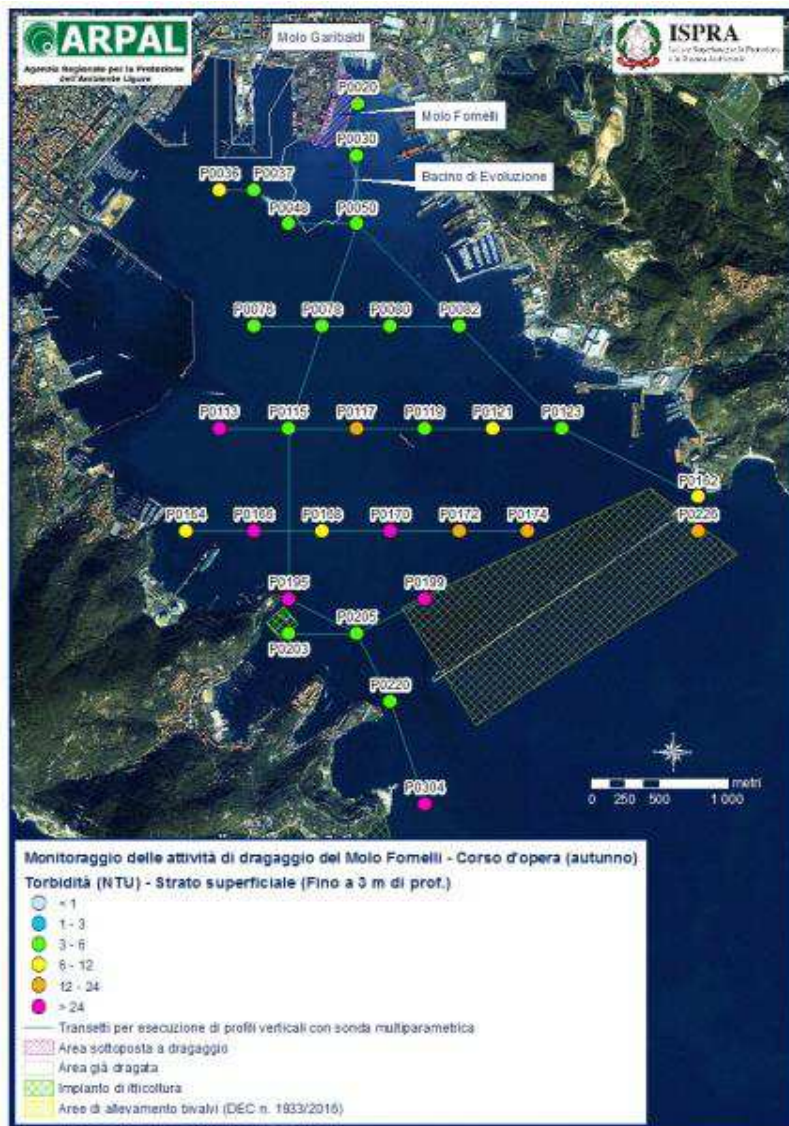 ARPAL
Agenzia Regionale per la Protezione
dell'Ambiente Ligure
Molo Garibaldi
ISPRA
P0020
Molo Fornelli
P0030
Bacino di Evoluzione
P0036
P0037
P0048
P0050
P0076
P0078
P0080
P0082
P0113
P0115
P0117
P0119
P0121
P0123
P0162
P0164
P0166
P0168
P0170
P0172
P0174
P0226
P0195
P0199
P0203
P0205
P0220
P0304
metri
0 250 500 1 000
Monitoraggio delle attività di dragaggio del Molo Fornelli - Corso d'opera (autunno)
Torbidità (NTU) - Strato superficiale (Fino a 3 m di prof.)
< 1
1 - 3
3 - 6
6 - 12
12 - 24
> 24
Transetti per esecuzione di profili verticali con sonda multiparametrica
Area sottoposta a dragaggio
Area già dragata
Impianto di itticoltura
Aree di allevamento bivalvi (DEC n. 1933/2016)